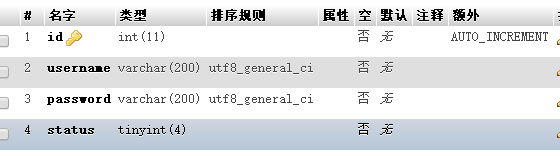 # 名字 类型 排序规则 属性 空 默认 注释 额外
1 id int(11) 否 无 AUTO_INCREMENT
2 username varchar(200) utf8_general_ci 否 无
3 password varchar(200) utf8_general_ci 否 无
4 status tinyint(4) 否 无